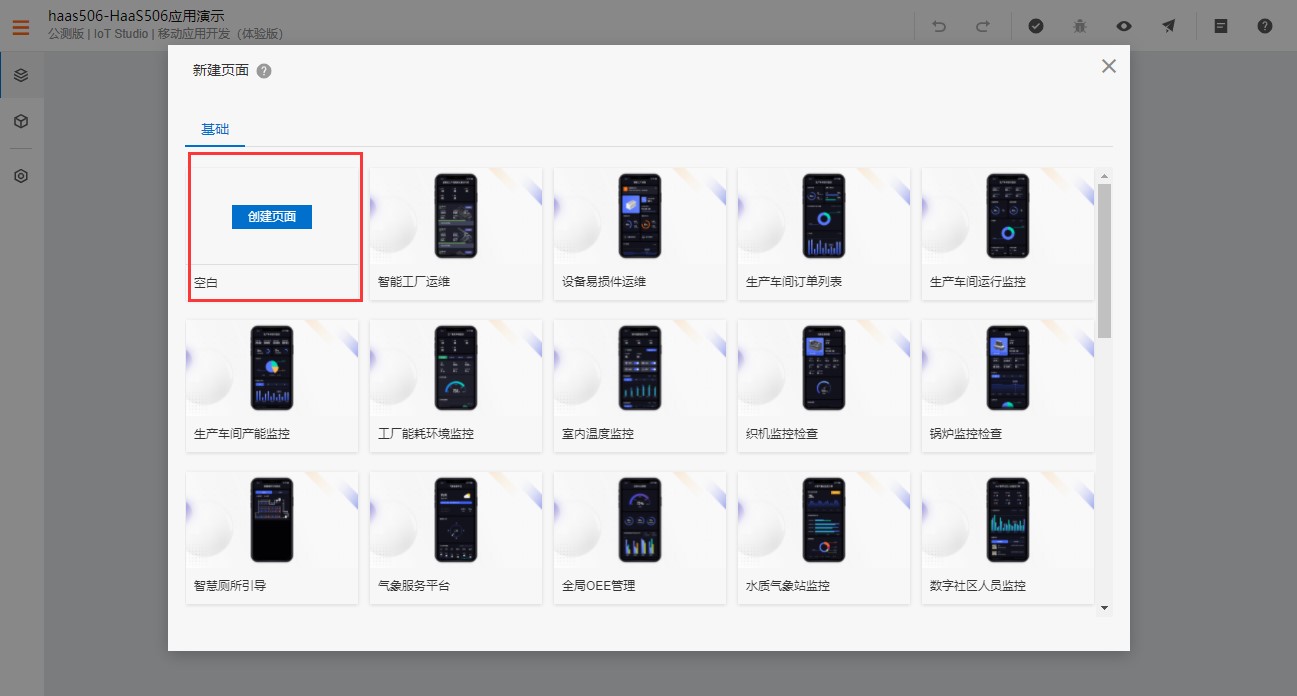 haas506-HaaS506应用演示
公测版 | IoT Studio | 移动应用开发（体验版）
新建页面
基础
创建页面
空白
智能工厂运维
设备易损件运维
生产车间订单列表
生产车间运行监控
生产车间产能监控
工厂能耗环境监控
室内温度监控
织机监控检查
锅炉监控检查
智慧厕所引导
气象服务平台
全局OEE管理
水质气象站监控
数字社区人员监控